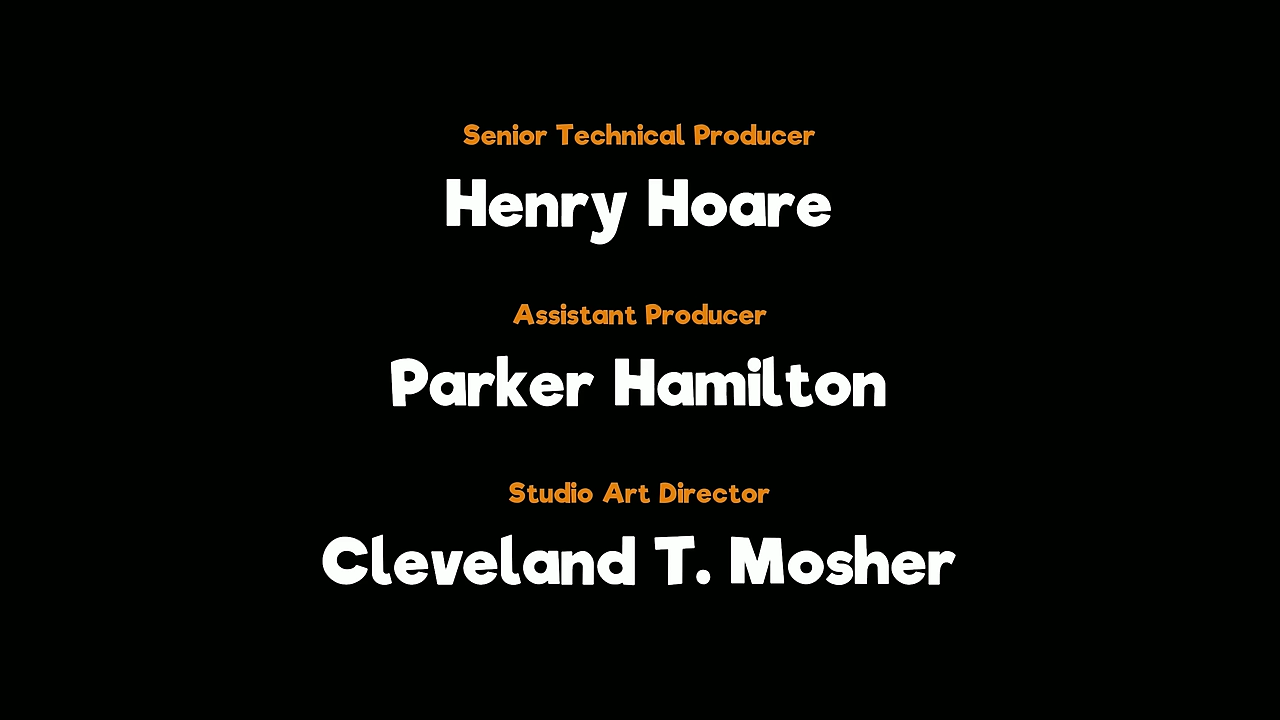 Senior Technical Producer
Henry Hoare
Assistant Producer
Parker Hamilton
Studio Art Director
Cleveland T. Mosher